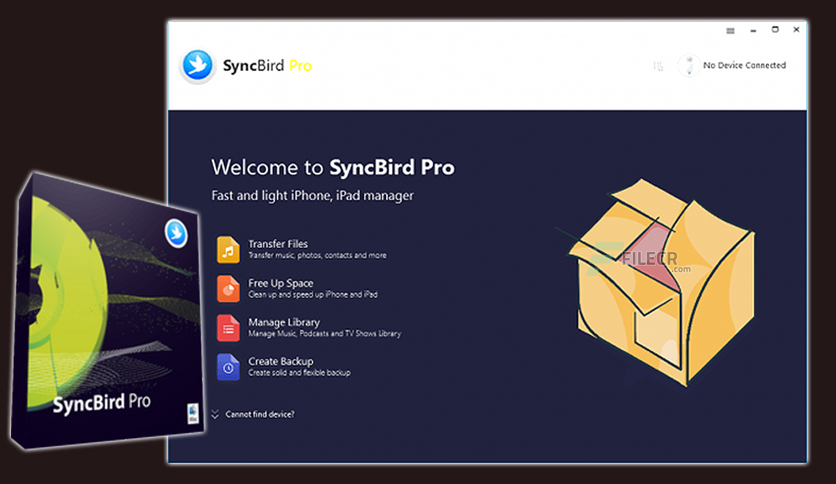 SyncBird Pro
No Device Connected
Welcome to SyncBird Pro
Fast and light iPhone, iPad manager
Transfer Files
Transfer music, photos, contacts and more
Free Up Space
Clean up and speed up iPhone and iPad
Manage Library
Manage Music, Podcasts and TV Shows Library
Create Backup
Create solid and flexible backup
Cannot find device?
FILECR
.com
SyncBird Pro